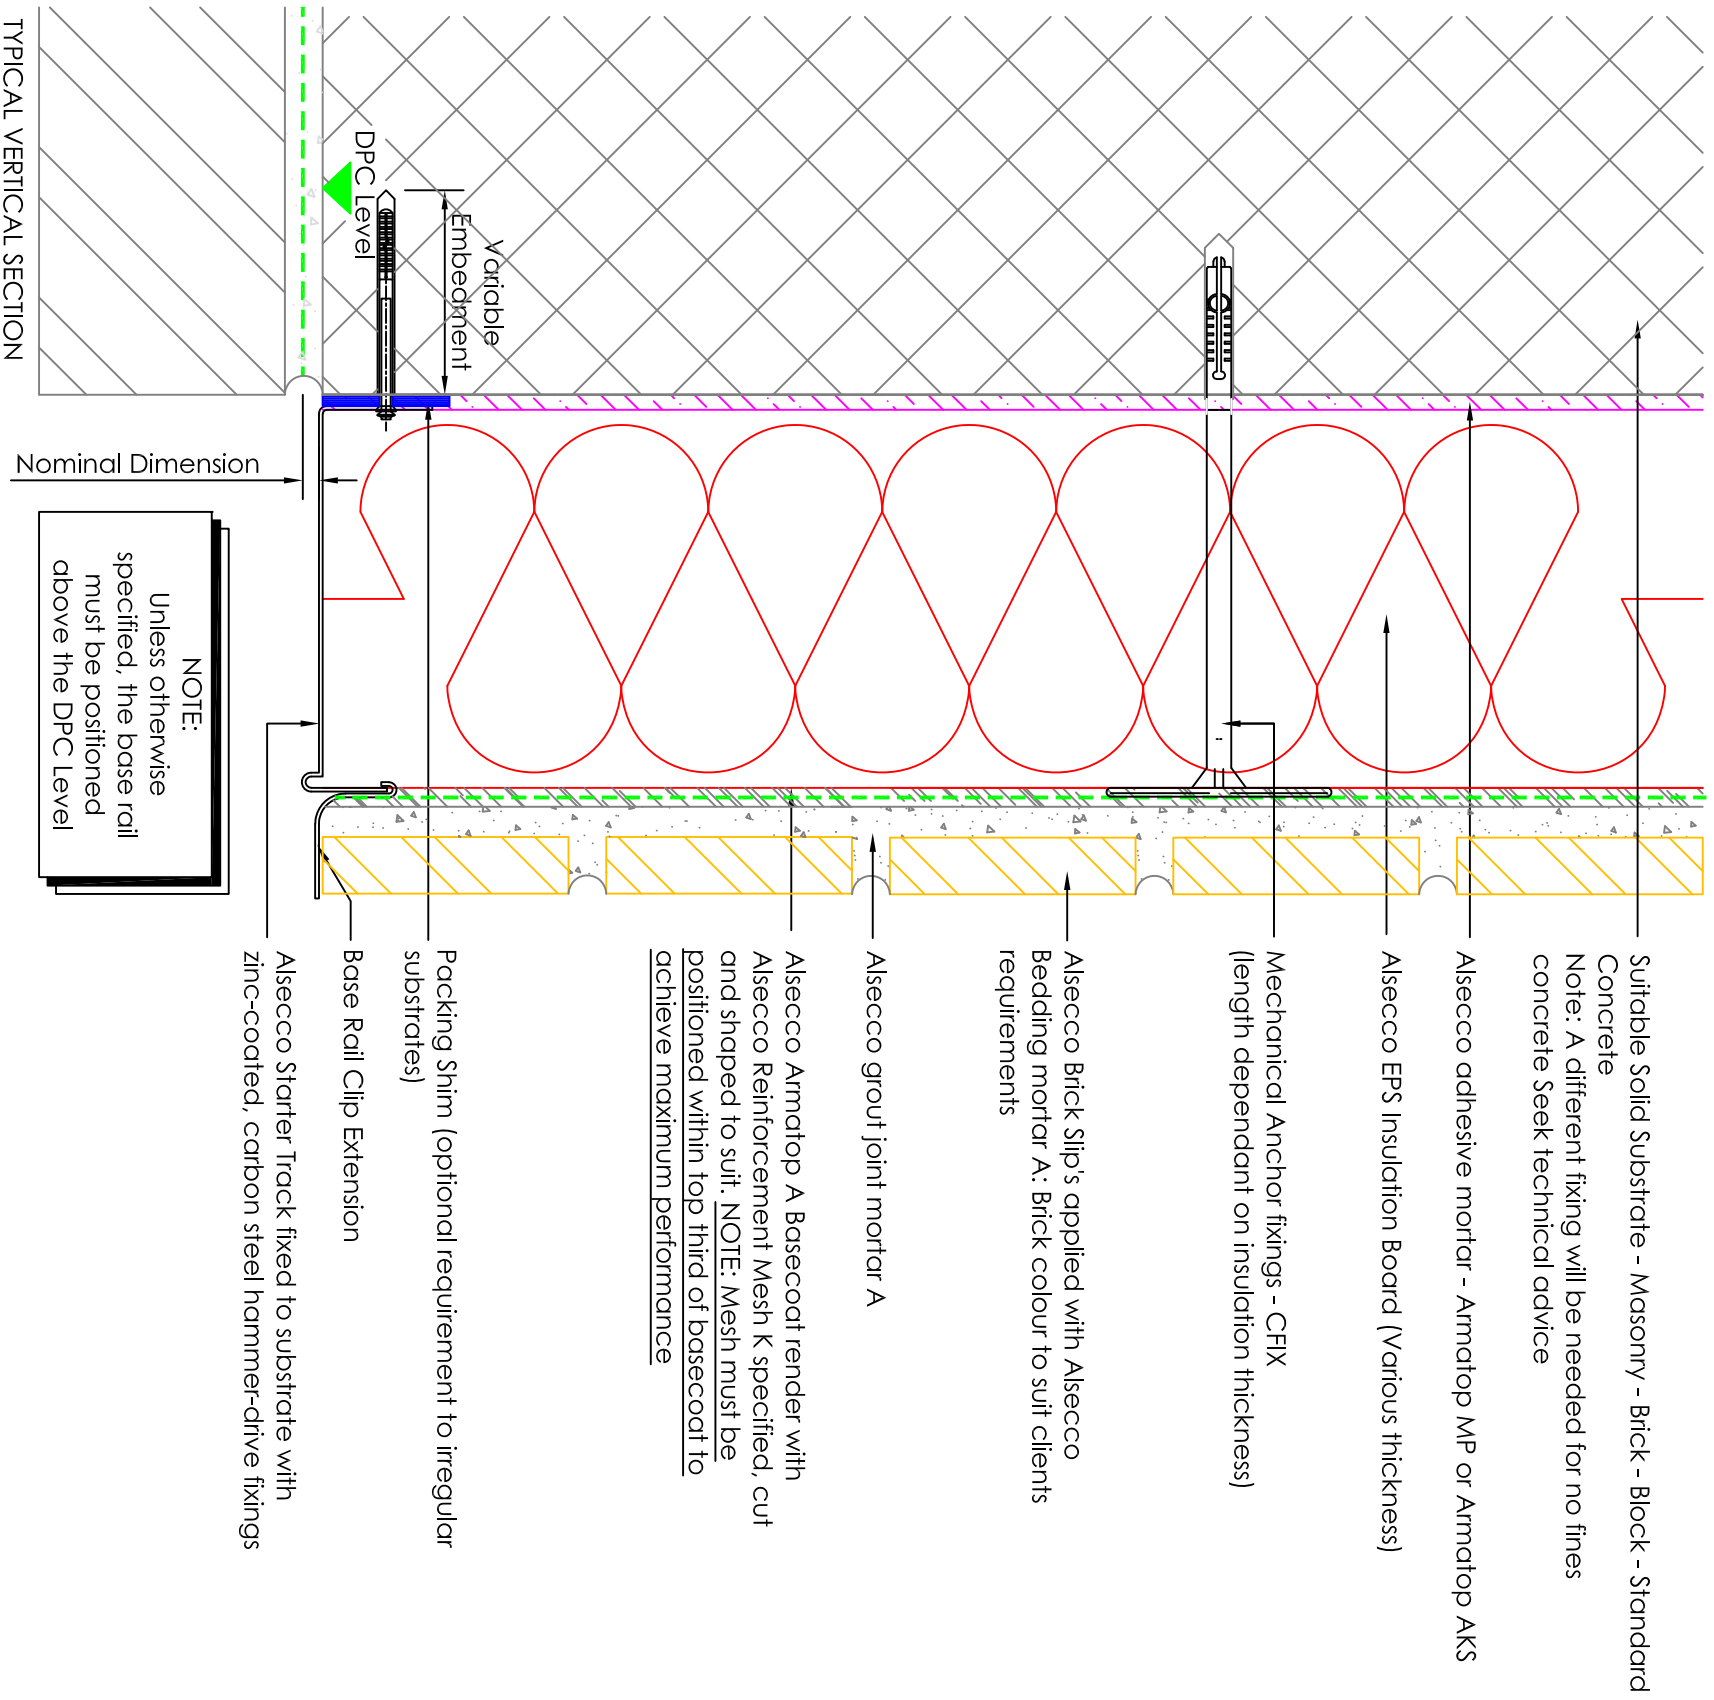 Suitable Solid Substrate - Masonry - Brick - Block - Standard
Concrete
Note: A different fixing will be needed for no fines
concrete Seek technical advice
Alsecco adhesive mortar - Armatop MP or Armatop AKS
Alsecco EPS Insulation Board (Various thickness)
Mechanical Anchor fixings - CFIX
(length dependant on insulation thickness)
Alsecco Brick Slip's applied with Alsecco
Bedding mortar A: Brick colour to suit clients
requirements
Alsecco grout joint mortar A
Alsecco Armatop A Basecoat render with
Alsecco Reinforcement Mesh K specified, cut
and shaped to suit. NOTE: Mesh must be
positioned within top third of basecoat to
achieve maximum performance
Packing Shim (optional requirement to irregular
substrates)
Base Rail Clip Extension
Alsecco Starter Track fixed to substrate with
zinc-coated, carbon steel hammer-drive fixings
Variable
Embedment
DPC Level
Nominal Dimension
NOTE:
Unless otherwise
specified, the base rail
must be positioned
above the DPC Level
TYPICAL VERTICAL SECTION